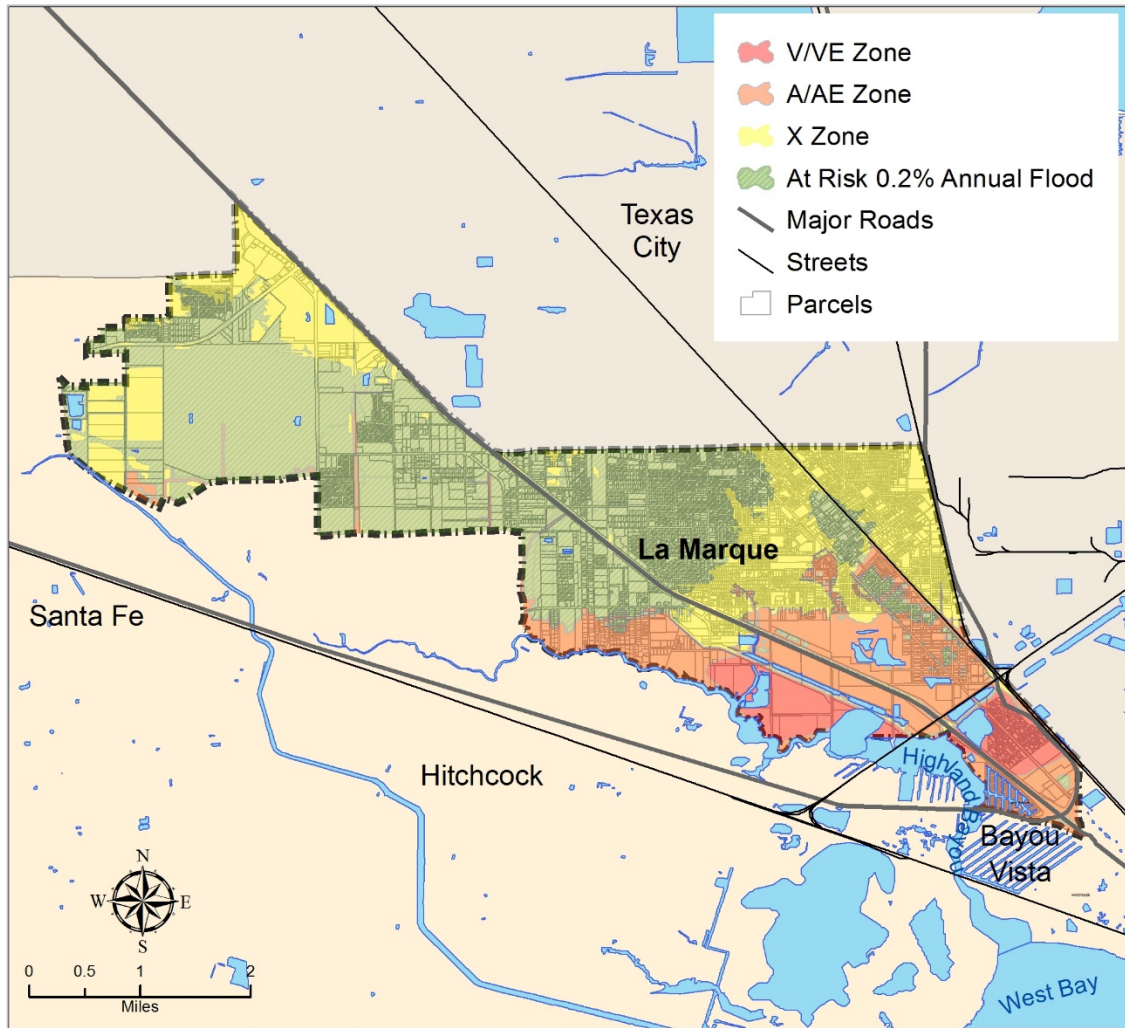 V/VE Zone
A/AE Zone
X Zone
At Risk 0.2% Annual Flood
Major Roads
Streets
Parcels
Texas
City
La Marque
Santa Fe
Hitchcock
Highland Bayou
Bayou
Vista
West Bay
N
W
E
S
0
0.5
1
2
Miles